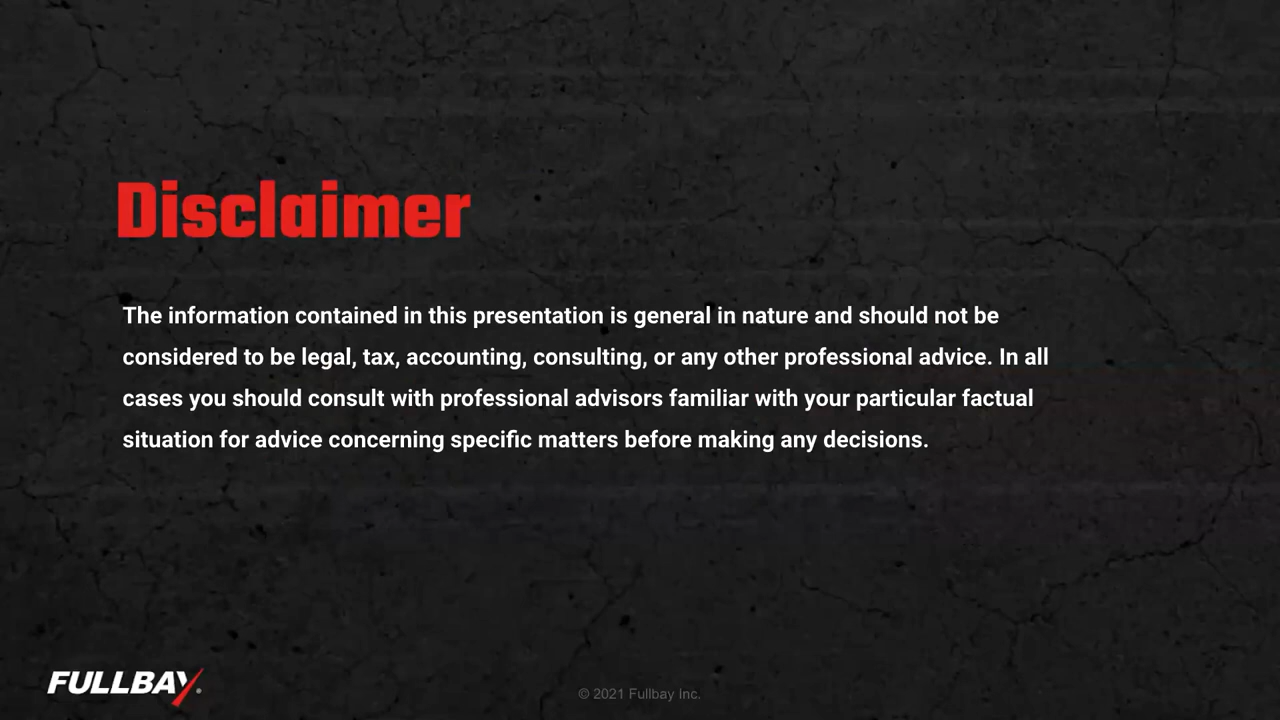 Disclaimer
The information contained in this presentation is general in nature and should not be
considered to be legal, tax, accounting, consulting, or any other professional advice. In all
cases you should consult with professional advisors familiar with your particular factual
situation for advice concerning specific matters before making any decisions.
FULLBAY
© 2021 Fullbay Inc.